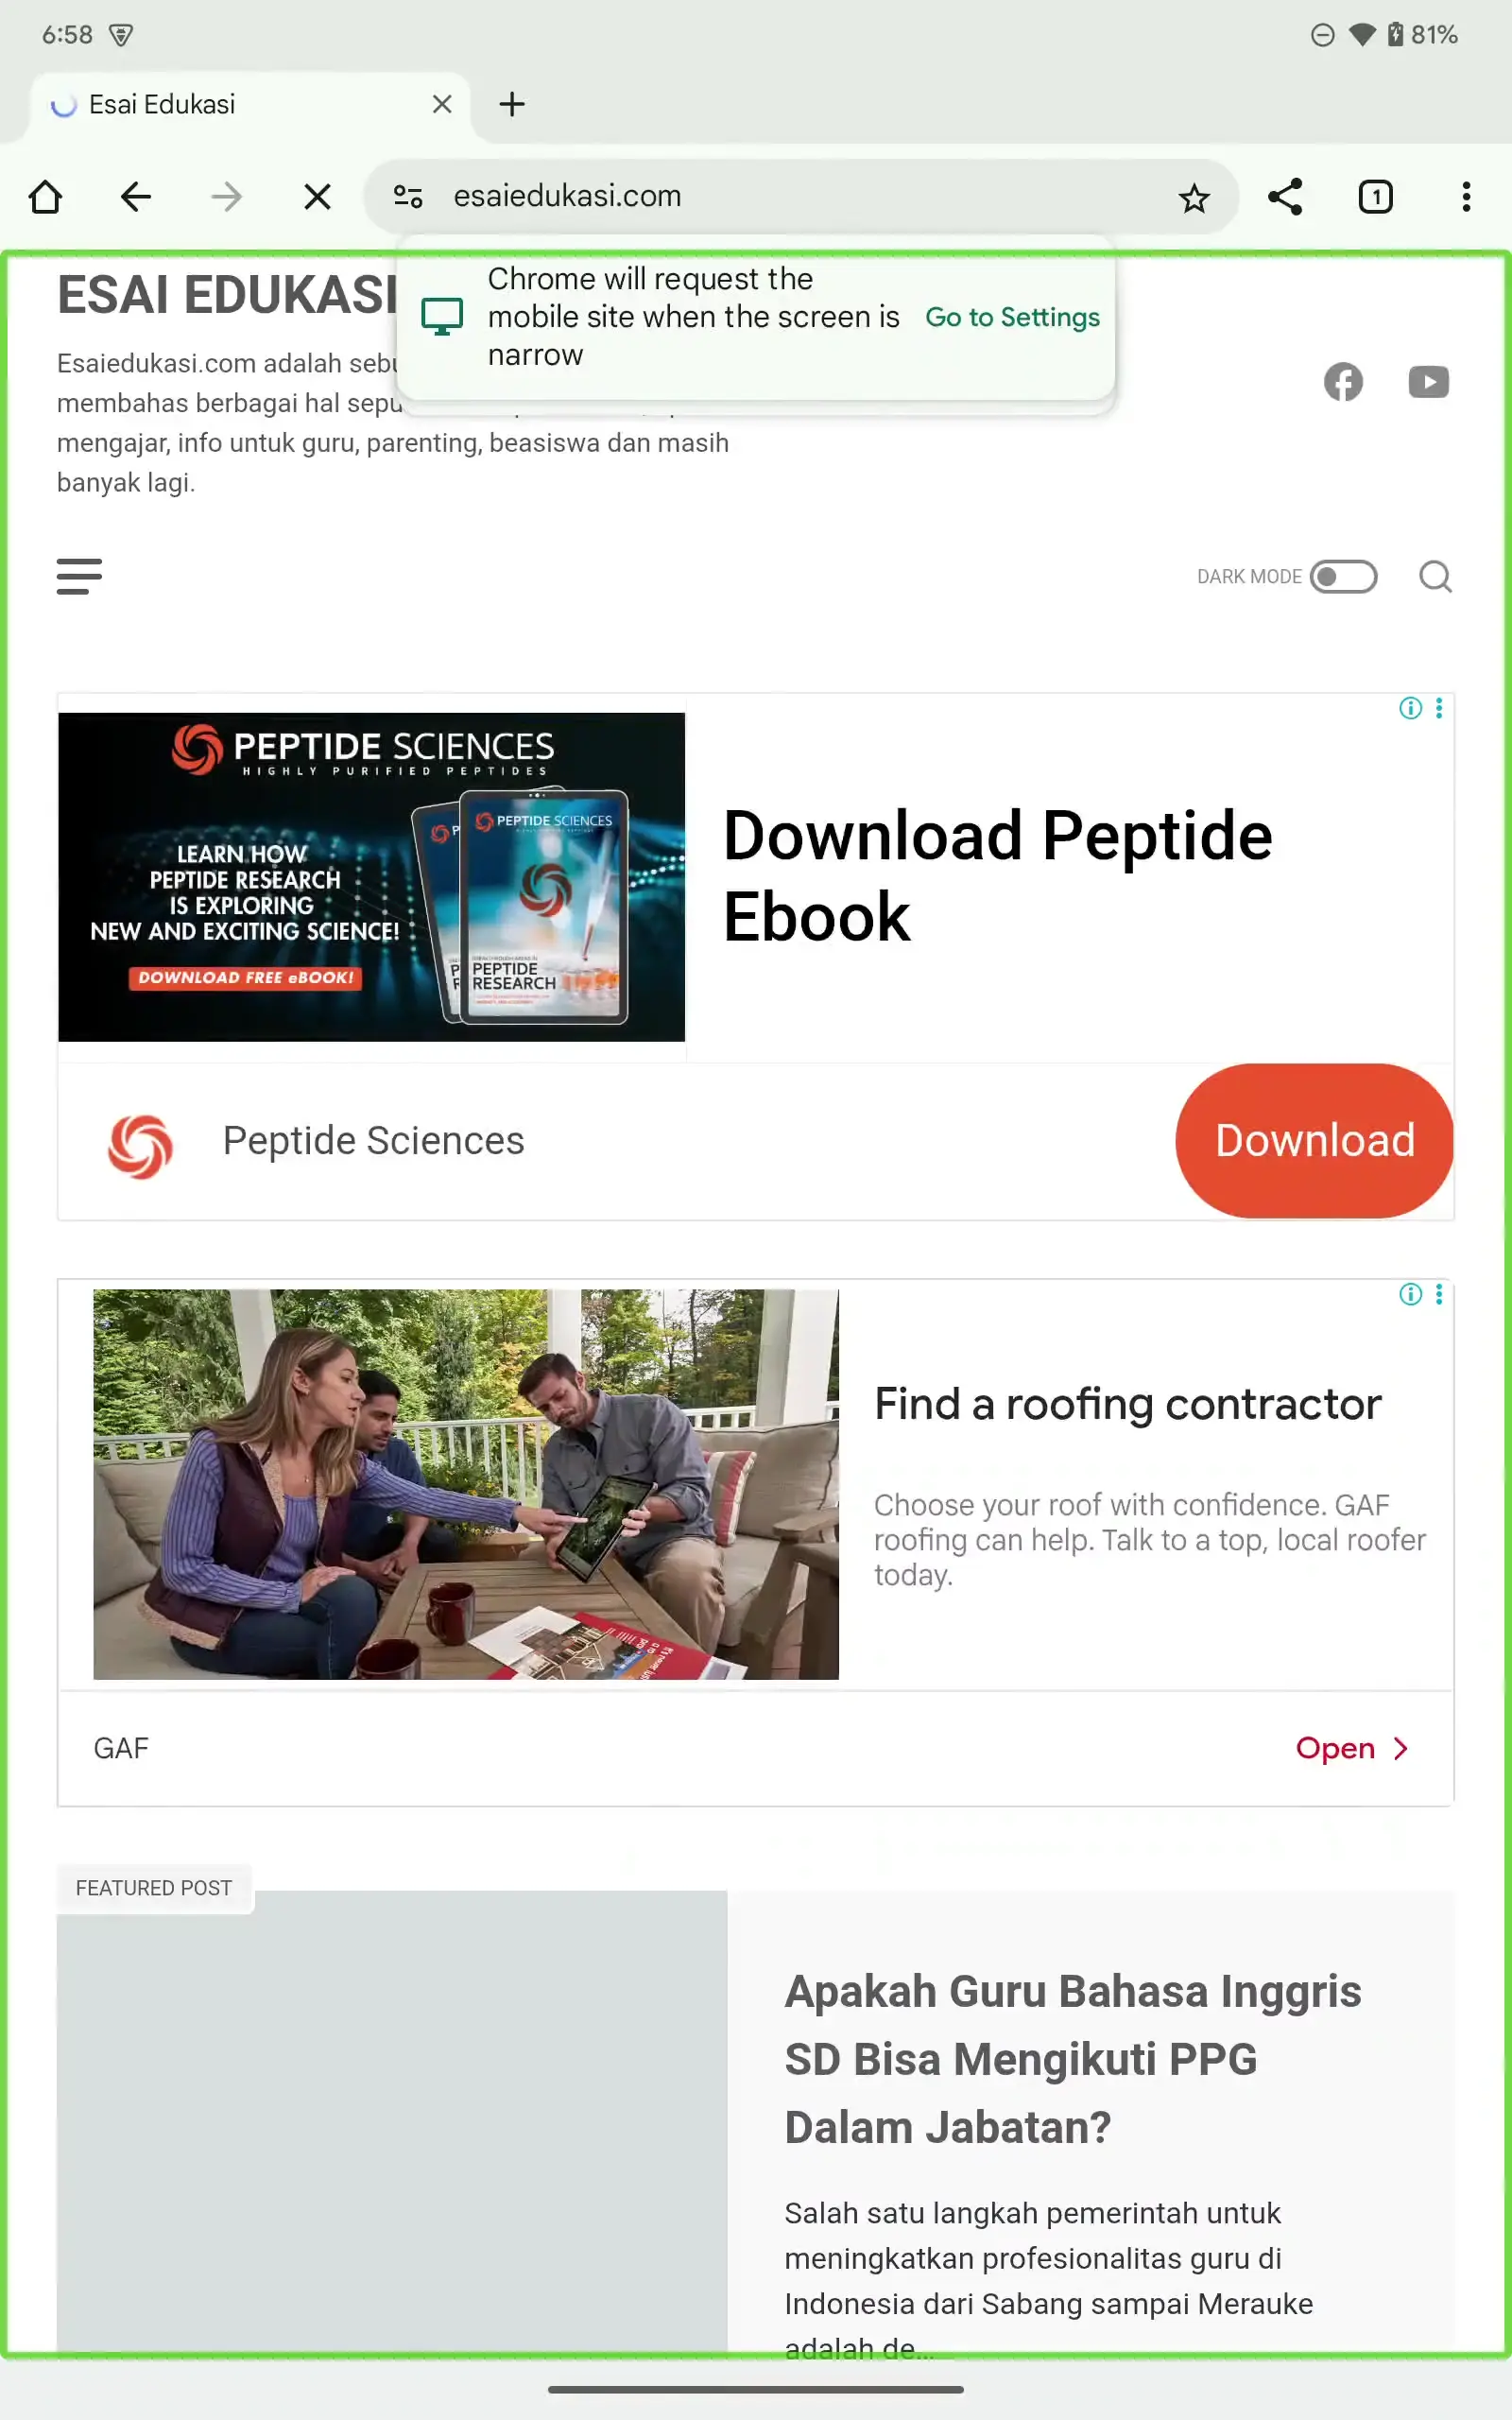 6:58
81%
Esai Edukasi
esaiedukasi.com
1
Chrome will request the
mobile site when the screen is
narrow
Go to Settings
ESAI EDUKASI
Esaiedukasi.com adalah
membahas berbagai hal
mengajar, info untuk guru, parenting, beasiswa dan masih
banyak lagi.
DARK MODE
PEPTIDE SCIENCES
HIGHLY PURIFIED PEPTIDES
LEARN HOW
PEPTIDE RESEARCH
IS EXPLORING
NEW AND EXCITING SCIENCE!
DOWNLOAD FREE eBOOK!
PEPTIDE SCIENCES
PEPTIDE
RESEARCH
Download Peptide
Ebook
Peptide Sciences
Download
Find a roofing contractor
Choose your roof with confidence. GAF
roofing can help. Talk to a top, local roofer
today.
GAF
Open
FEATURED POST
Apakah Guru Bahasa Inggris
SD Bisa Mengikuti PPG
Dalam Jabatan?
Salah satu langkah pemerintah untuk
meningkatkan profesionalitas guru di
Indonesia dari Sabang sampai Merauke
adalah de...